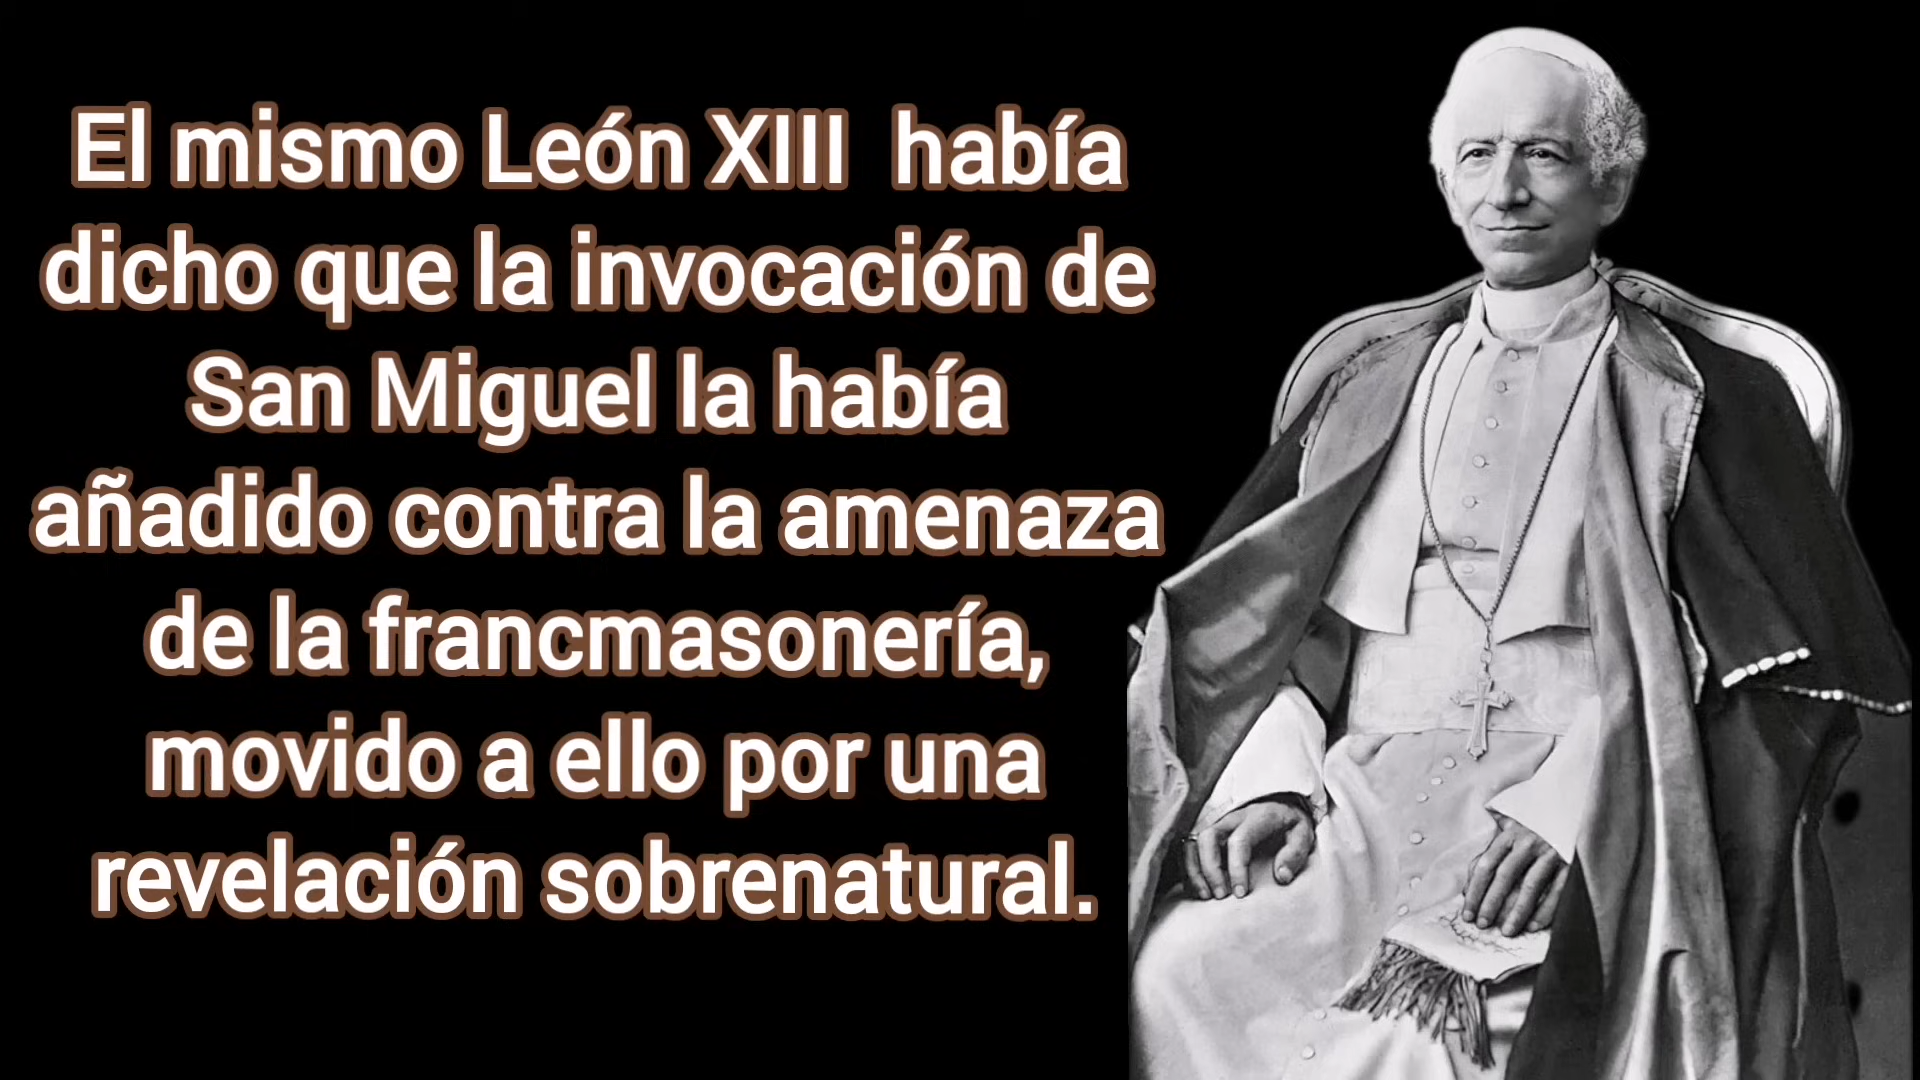 El mismo León XIII había
dicho que la invocación de
San Miguel la había
añadido contra la amenaza
de la francmasonería,
movido a ello por una
revelación sobrenatural.